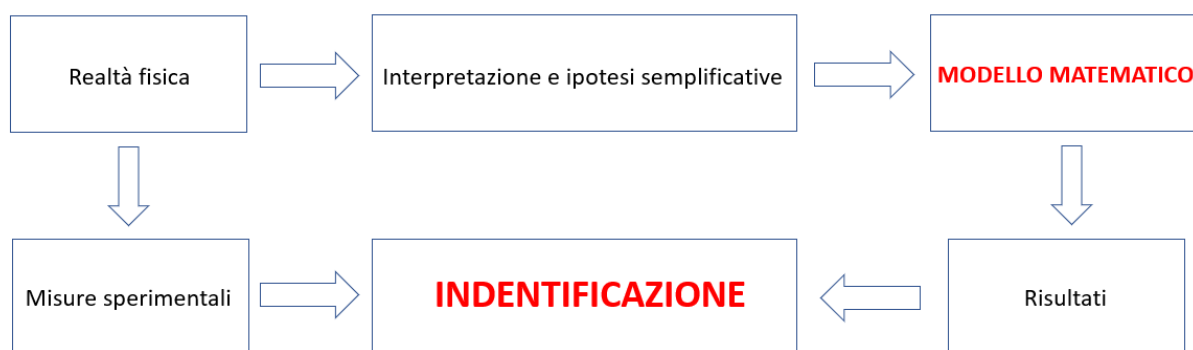 Realtà fisica
Interpretazione e ipotesi semplificative
MODELLO MATEMATICO
Misure sperimentali
INDENTIFICAZIONE
Risultati